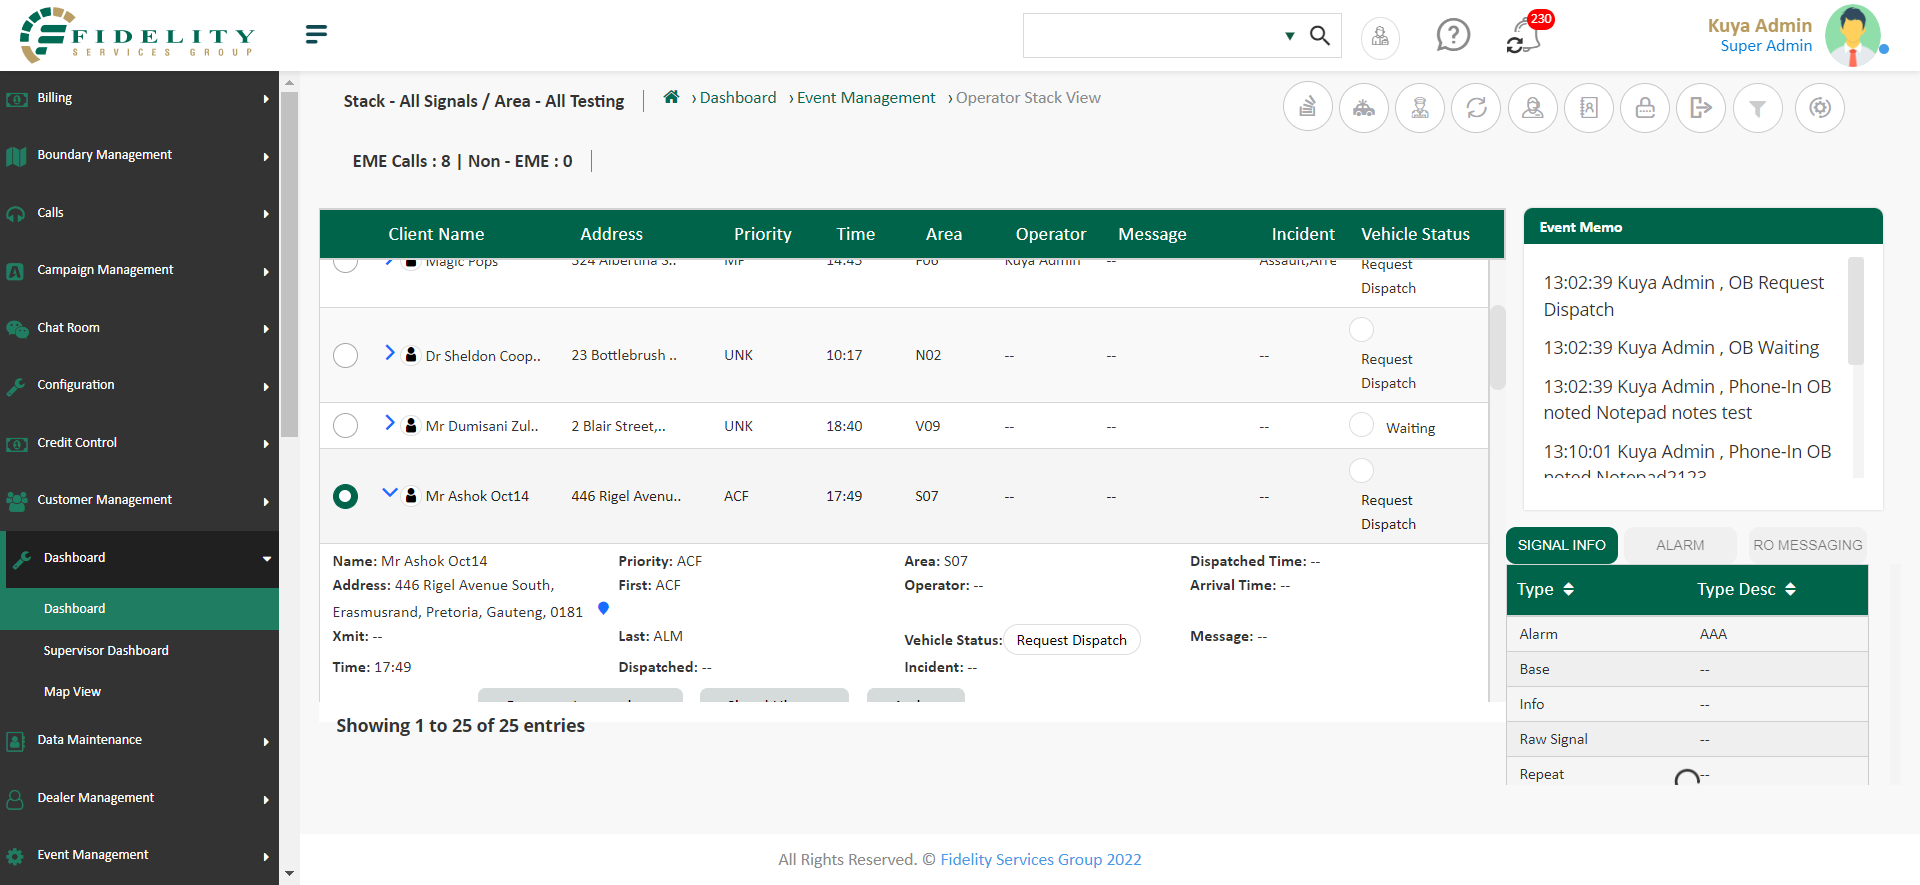 FIDELITY
SERVICES GROUP
230
Kuya Admin
Super Admin
Billing
Boundary Management
Calls
Campaign Management
Chat Room
Configuration
Credit Control
Customer Management
Dashboard
Dashboard
Supervisor Dashboard
Map View
Data Maintenance
Dealer Management
Event Management
Stack - All Signals / Area - All Testing
› Dashboard › Event Management › Operator Stack View
EME Calls : 8 | Non - EME : 0
Client Name Address Priority Time Area Operator Message Incident Vehicle Status
Magic Pops 324 Albertina S.. MP 14:45 F06 Kuya Admin -- Assault,Arre Request
Dispatch
Dr Sheldon Coop.. 23 Bottlebrush .. UNK 10:17 N02 -- -- -- Request
Dispatch
Mr Dumisani Zul.. 2 Blair Street,.. UNK 18:40 V09 -- -- -- Waiting
Mr Ashok Oct14 446 Rigel Avenu.. ACF 17:49 S07 -- -- -- Request
Dispatch
Name: Mr Ashok Oct14 Priority: ACF Area: S07 Dispatched Time: --
Address: 446 Rigel Avenue South, First: ACF Operator: -- Arrival Time: --
Erasmusrand, Pretoria, Gauteng, 0181
Xmit: -- Last: ALM Vehicle Status: Request Dispatch Message: --
Time: 17:49 Dispatched: -- Incident: --
Showing 1 to 25 of 25 entries
Event Memo
13:02:39 Kuya Admin , OB Request
Dispatch
13:02:39 Kuya Admin , OB Waiting
13:02:39 Kuya Admin , Phone-In OB
noted Notepad notes test
13:10:01 Kuya Admin , Phone-In OB
noted Notepad2123
SIGNAL INFO ALARM RO MESSAGING
Type Type Desc
Alarm AAA
Base --
Info --
Raw Signal --
Repeat --
All Rights Reserved. © Fidelity Services Group 2022